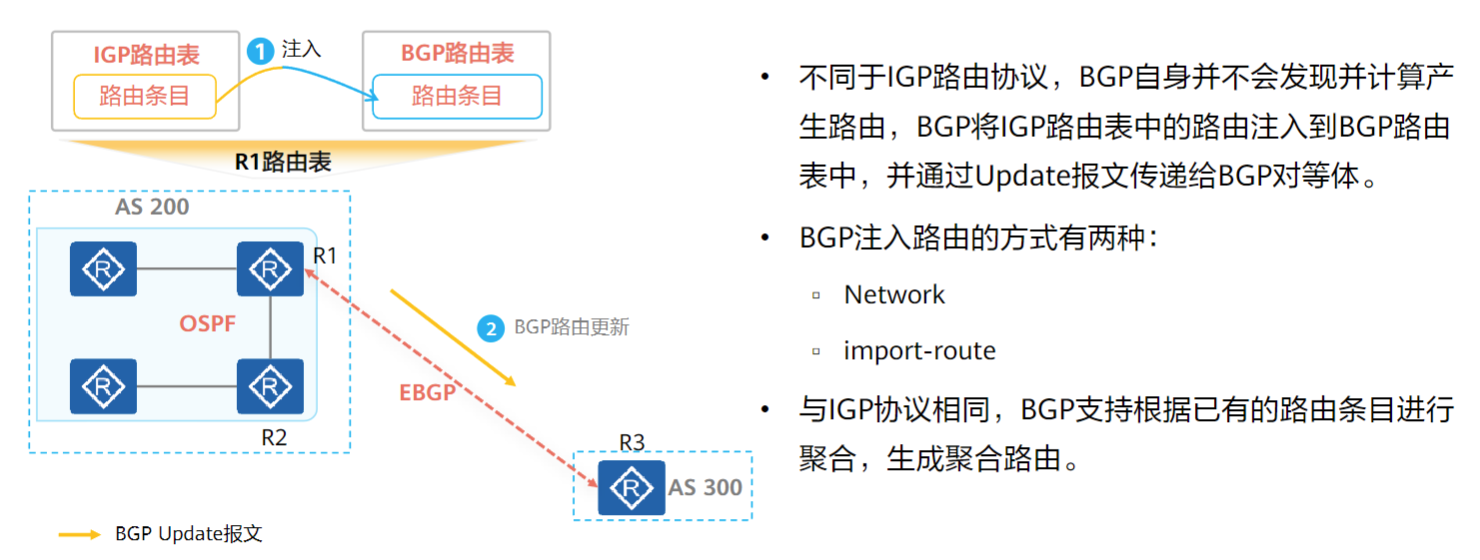 IGP路由表
1
注入
BGP路由表
路由条目
路由条目
R1路由表
AS 200
R
R
R1
OSPF
R
R
R2
2
BGP路由更新
EBGP
R3
R
AS 300
BGP Update报文
• 不同于IGP路由协议，BGP自身并不会发现并计算产
生路由，BGP将IGP路由表中的路由注入到BGP路由
表中，并通过Update报文传递给BGP对等体。
• BGP注入路由的方式有两种：
▫ Network
▫ import-route
• 与IGP协议相同，BGP支持根据已有的路由条目进行
聚合，生成聚合路由。